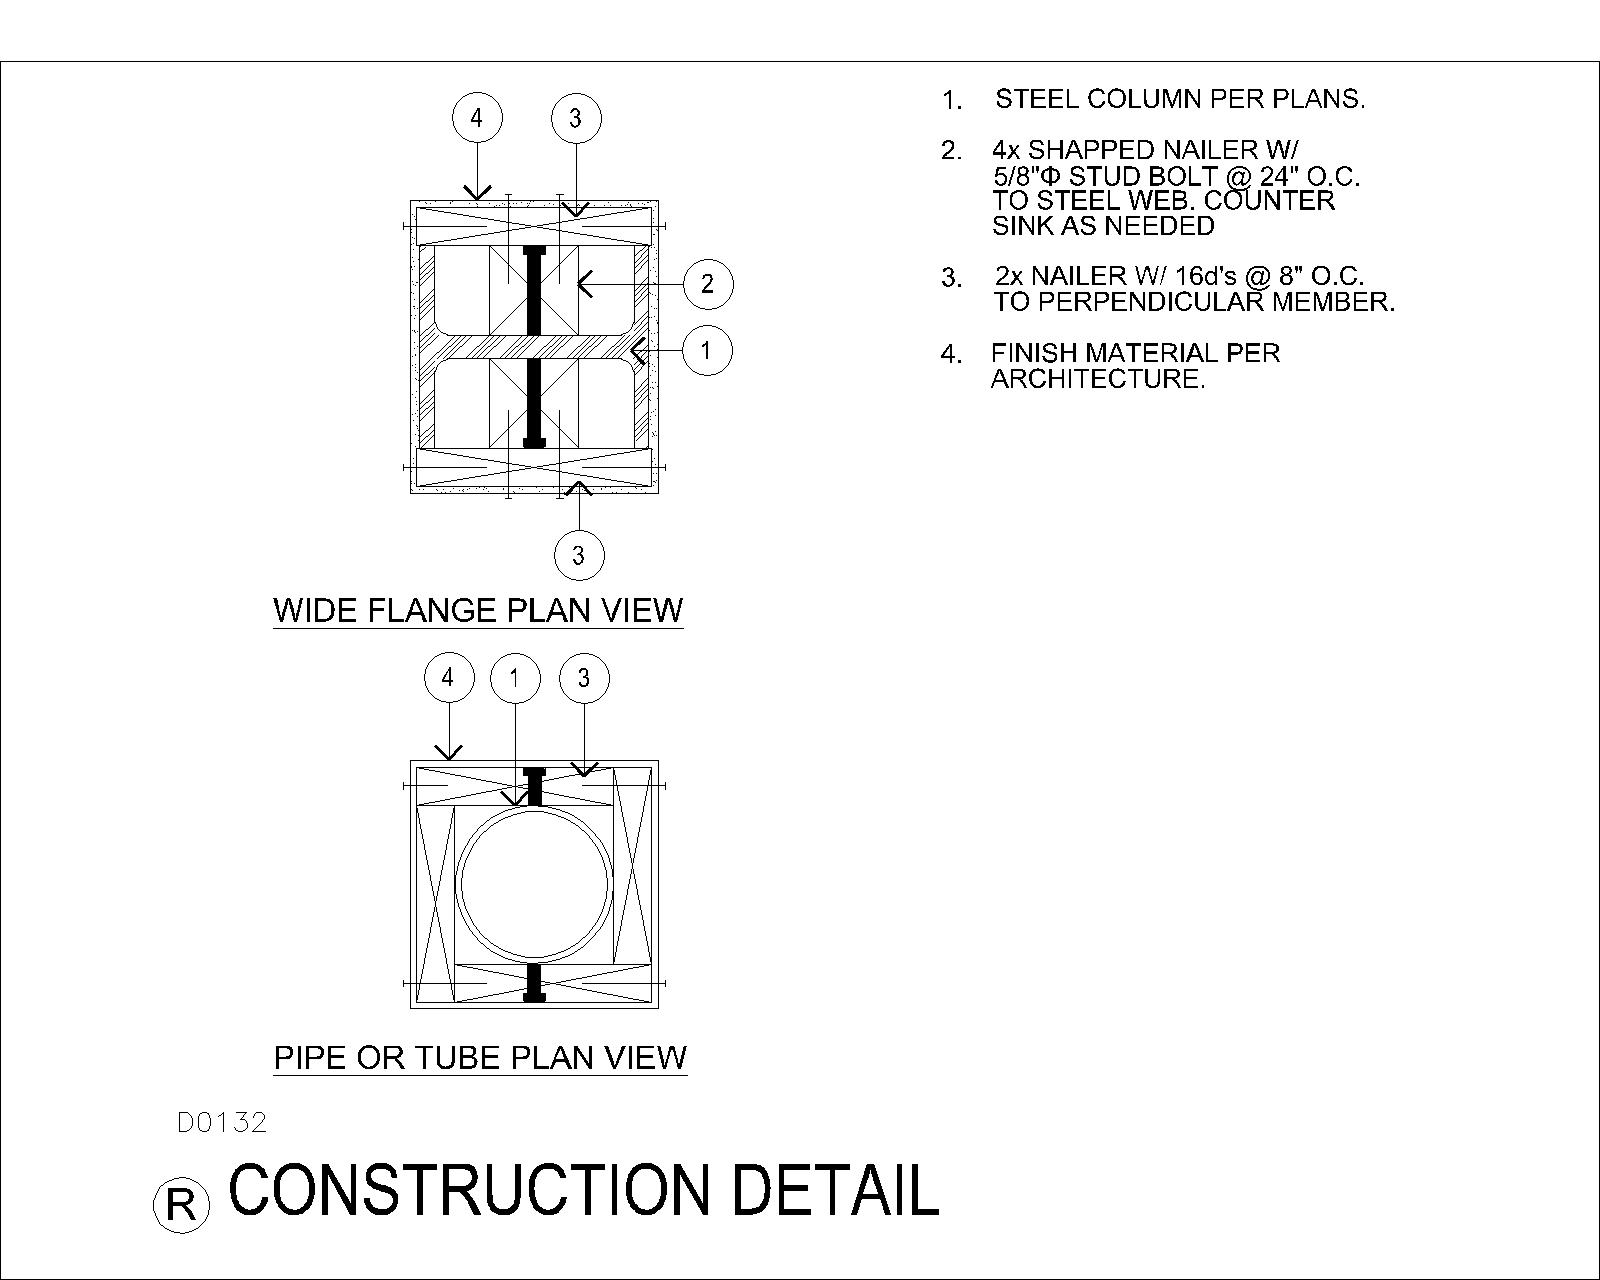 4 3
1. STEEL COLUMN PER PLANS.
2. 4x SHAPPED NAILER W/
5/8"Φ STUD BOLT @ 24" O.C.
TO STEEL WEB. COUNTER
SINK AS NEEDED
3. 2x NAILER W/ 16d's @ 8" O.C.
TO PERPENDICULAR MEMBER.
4. FINISH MATERIAL PER
ARCHITECTURE.
2
1
3
WIDE FLANGE PLAN VIEW
4 1 3
PIPE OR TUBE PLAN VIEW
D0132
R CONSTRUCTION DETAIL